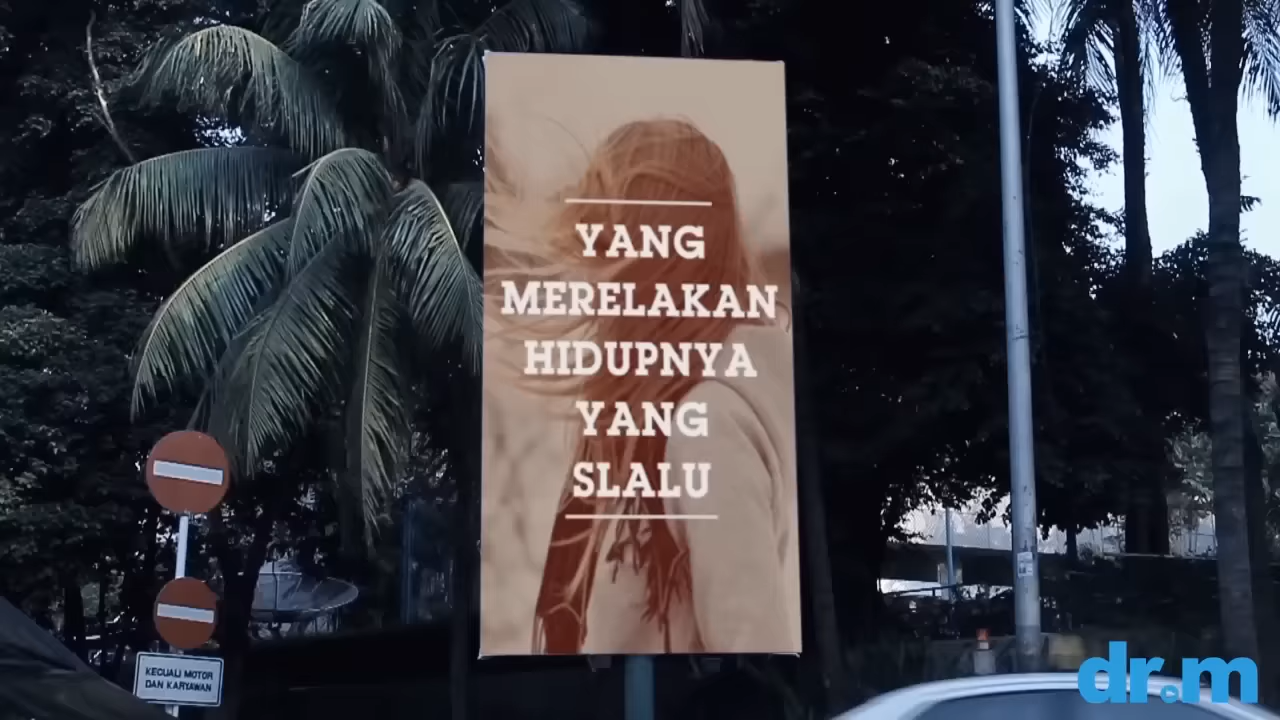 YANG
MERELAKAN
HIDUPNYA
YANG
SLALU
KECUALI MOTOR
DAN KARYAWAN
dr.m